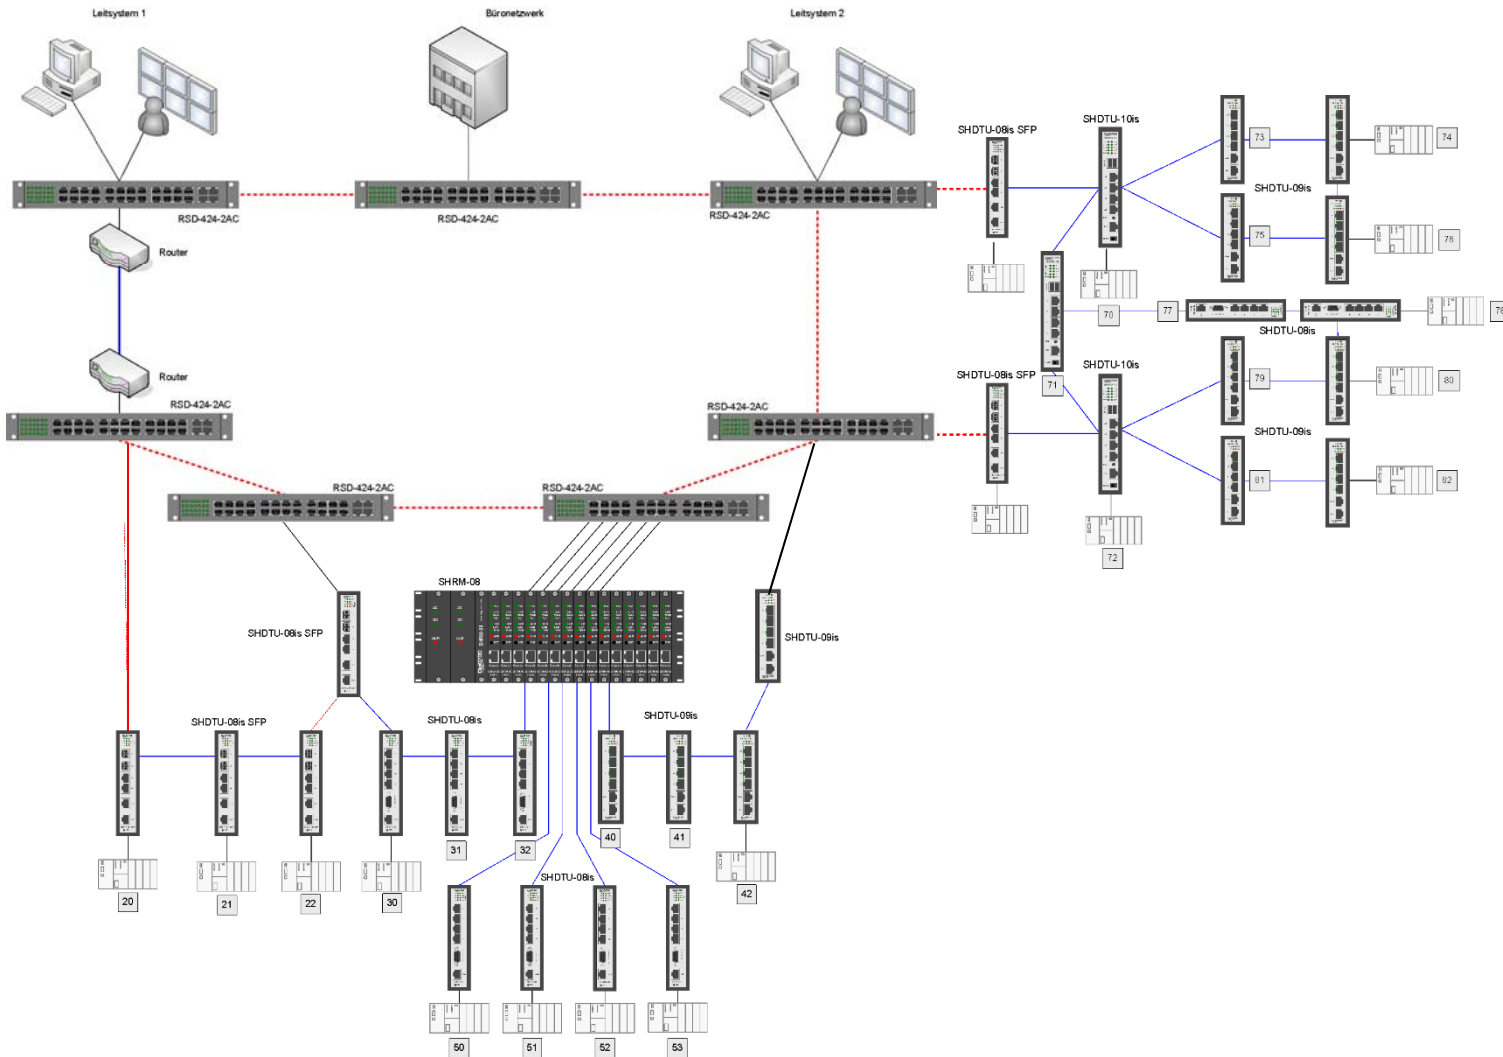 Leitsystem 1
Büronetzwerk
Leitsystem 2
SHDTU-08is SFP
SHDTU-10is
73
74
SHDTU-09is
RSD-424-2AC
RSD-424-2AC
RSD-424-2AC
75
76
Router
70
77
78
SHDTU-08is
Router
SHDTU-08is SFP
SHDTU-10is
71
79
80
RSD-424-2AC
RSD-424-2AC
SHDTU-09is
81
82
RSD-424-2AC
RSD-424-2AC
72
SHRM-08
SHDTU-08is SFP
SHDTU-09is
SHDTU-08is SFP
SHDTU-08is
SHDTU-09is
31
32
40
41
SHDTU-08is
20
21
22
30
42
50
51
52
53